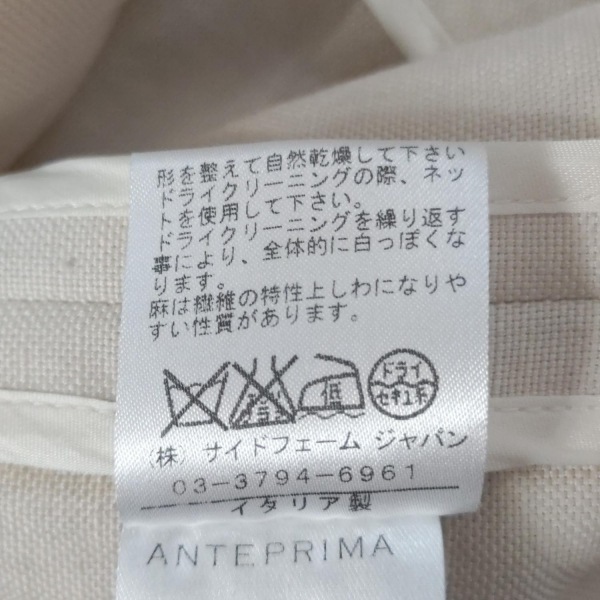 形を整えて自然乾燥して下さい
ドライクリーニングの際、ネッ
トを使用して下さい。
ドライクリーニングを繰り返す
事により、全体的に白っぽくな
ります。
麻は繊維の特性上しわになりや
すい性質があります。
エンソ
サラシ
低
ドライ
セキユ系
(株) サイドフェーム ジャパン
03-3794-6961
イタリア製
ANTEPRIMA